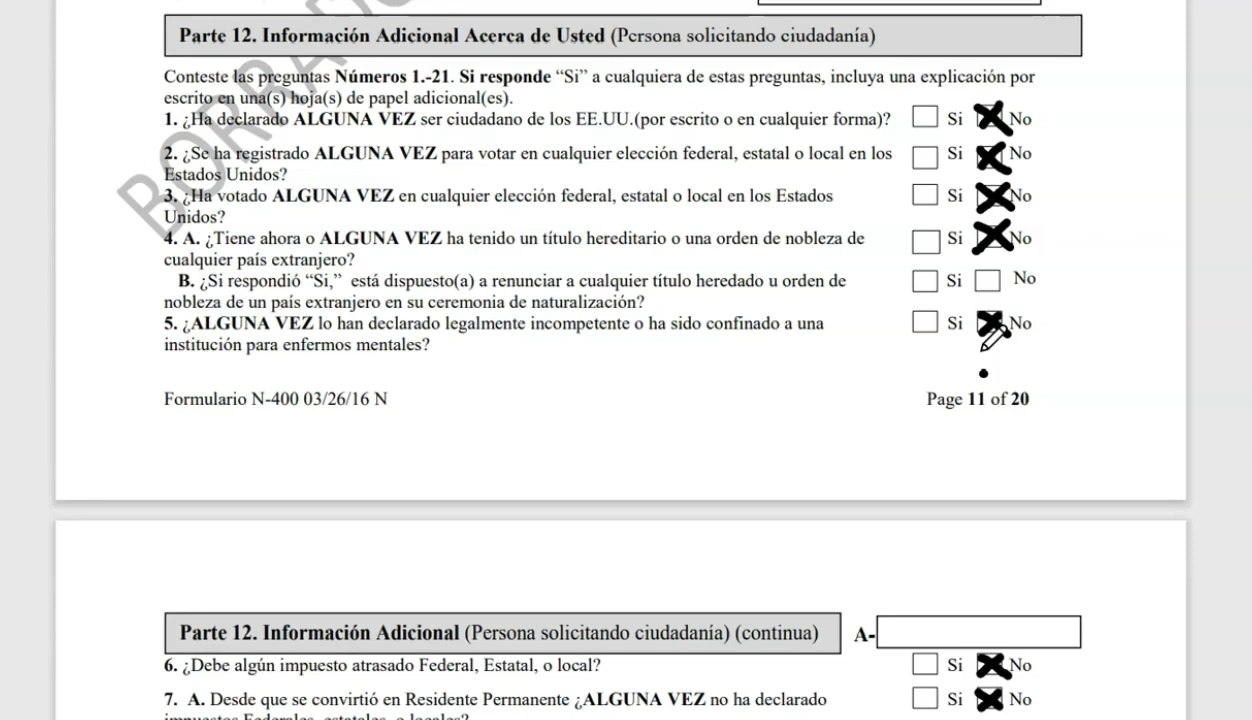 Parte 12. Información Adicional Acerca de Usted (Persona solicitando ciudadanía)
Conteste las preguntas Números 1.-21. Si responde “Si” a cualquiera de estas preguntas, incluya una explicación por
escrito en una(s) hoja(s) de papel adicional(es).
1. ¿Ha declarado ALGUNA VEZ ser ciudadano de los EE.UU.(por escrito o en cualquier forma)? Si No
2. ¿Se ha registrado ALGUNA VEZ para votar en cualquier elección federal, estatal o local en los Si No
Estados Unidos?
3. ¿Ha votado ALGUNA VEZ en cualquier elección federal, estatal o local en los Estados Si No
Unidos?
4. A. ¿Tiene ahora o ALGUNA VEZ ha tenido un título hereditario o una orden de nobleza de Si No
cualquier país extranjero?
B. ¿Si respondió “Si,” está dispuesto(a) a renunciar a cualquier título heredado u orden de Si No
nobleza de un país extranjero en su ceremonia de naturalización?
5. ¿ALGUNA VEZ lo han declarado legalmente incompetente o ha sido confinado a una Si No
institución para enfermos mentales?
Formulario N-400 03/26/16 N Page 11 of 20
Parte 12. Información Adicional (Persona solicitando ciudadanía) (continua) A-
6. ¿Debe algún impuesto atrasado Federal, Estatal, o local? Si No
7. A. Desde que se convirtió en Residente Permanente ¿ALGUNA VEZ no ha declarado Si No
impuestos Federales, estatales, o locales?